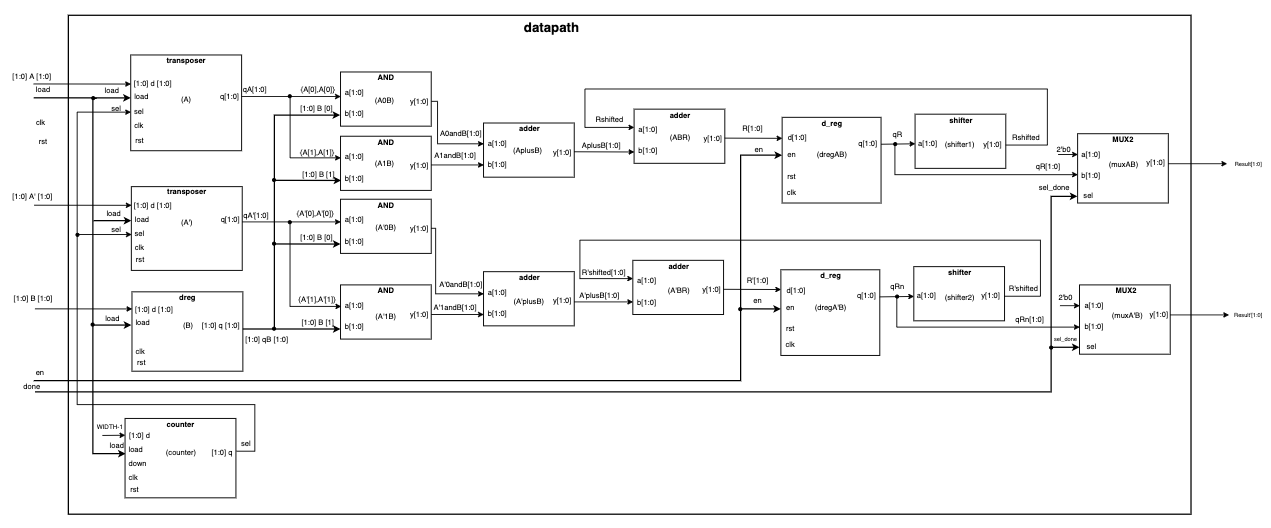 datapath
[1:0] A [1:0]
load
clk
rst
transposer
[1:0] d [1:0]
load
load
sel
sel
(A)
q[1:0]
clk
rst
qA[1:0]
{A[0],A[0]}
[1:0] B [0]
AND
a[1:0]
(A0B)
y[1:0]
b[1:0]
{A[1],A[1]}
[1:0] B [1]
AND
a[1:0]
(A1B)
y[1:0]
b[1:0]
A0andB[1:0]
A1andB[1:0]
adder
a[1:0]
(AplusB)
y[1:0]
b[1:0]
AplusB[1:0]
Rshifted
adder
a[1:0]
(ABR)
y[1:0]
b[1:0]
R[1:0]
en
d_reg
d[1:0]
q[1:0]
en
(dregAB)
rst
clk
qR
shifter
a[1:0]
(shifter1)
y[1:0]
Rshifted
2'b0
qR[1:0]
sel_done
MUX2
a[1:0]
(muxAB)
y[1:0]
b[1:0]
sel
Result[1:0]
[1:0] A' [1:0]
transposer
[1:0] d [1:0]
load
load
sel
sel
(A')
q[1:0]
clk
rst
qA'[1:0]
{A'[0],A'[0]}
[1:0] B [0]
AND
a[1:0]
(A'0B)
y[1:0]
b[1:0]
{A'[1],A'[1]}
[1:0] B [1]
AND
a[1:0]
(A'1B)
y[1:0]
b[1:0]
A'0andB[1:0]
A'1andB[1:0]
adder
a[1:0]
(A'plusB)
y[1:0]
b[1:0]
A'plusB[1:0]
R'shifted[1:0]
adder
a[1:0]
(A'BR)
y[1:0]
b[1:0]
R'[1:0]
en
d_reg
d[1:0]
q[1:0]
en
(dregA'B)
rst
clk
qRn
shifter
a[1:0]
(shifter2)
y[1:0]
R'shifted
2'b0
qRn[1:0]
sel_done
MUX2
a[1:0]
(muxA'B)
y[1:0]
b[1:0]
sel
Result'[1:0]
[1:0] B [1:0]
dreg
[1:0] d [1:0]
load
load
(B)
[1:0] q [1:0]
clk
rst
[1:0] qB [1:0]
en
done
counter
WIDTH-1
[1:0] d
load
load
(counter)
[1:0] q
down
clk
rst
sel